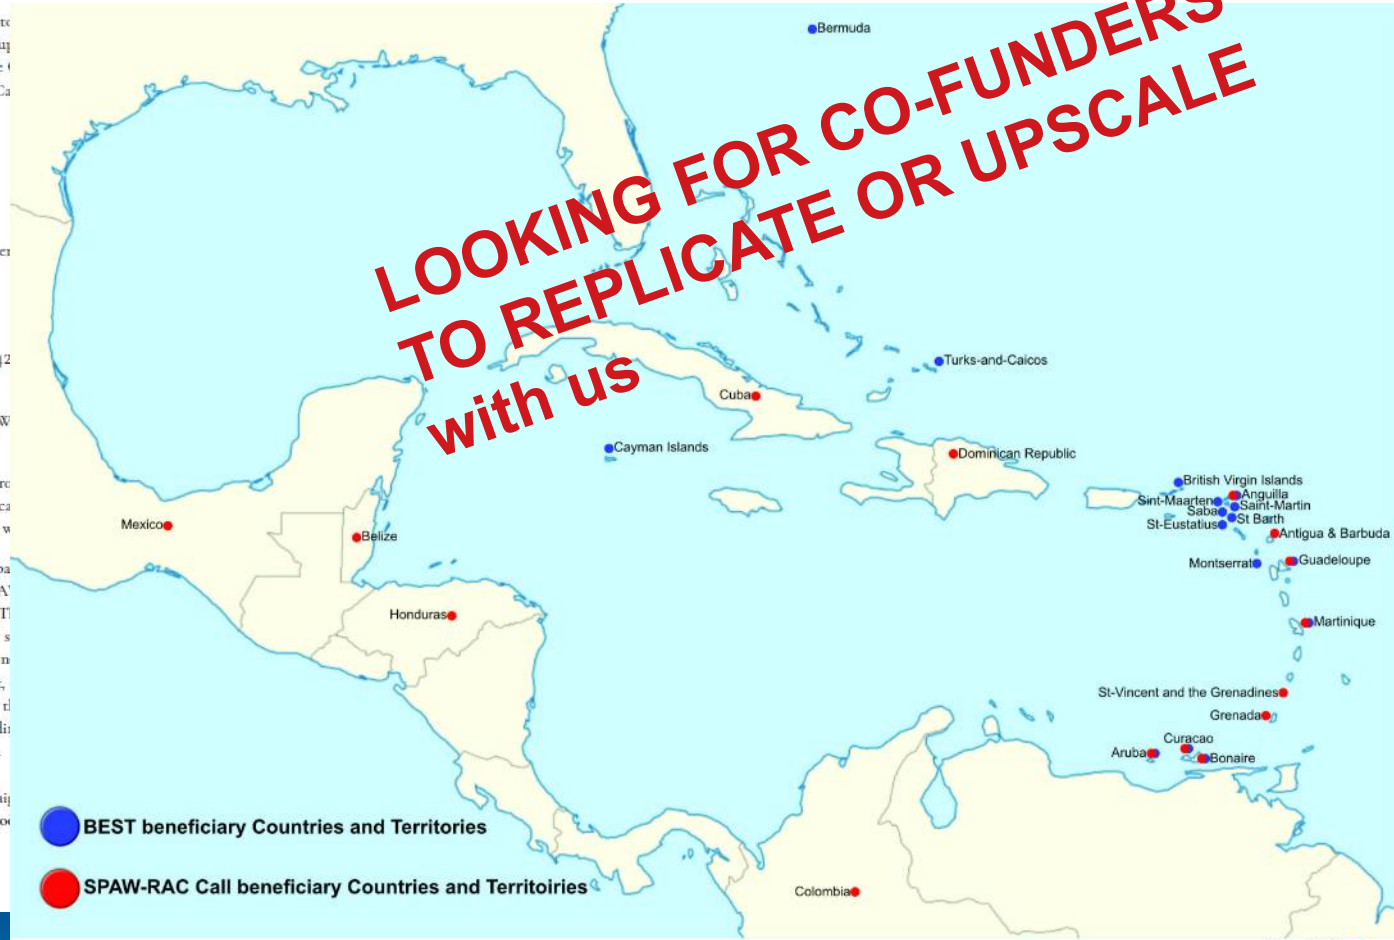 Bermuda
LOOKING FOR CO-FUNDERS
TO REPLICATE OR UPSCALE
with us
Turks-and-Caicos
Cuba
Cayman Islands
Dominican Republic
British Virgin Islands
Anguilla
Sint-Maarten
Saint-Martin
Saba
St Barth
St-Eustatius
Mexico
Belize
Antigua & Barbuda
Montserrat
Guadeloupe
Honduras
Martinique
St-Vincent and the Grenadines
Grenada
Curacao
Aruba
Bonaire
BEST beneficiary Countries and Territories
SPAW-RAC Call beneficiary Countries and Territoiries
Colombia